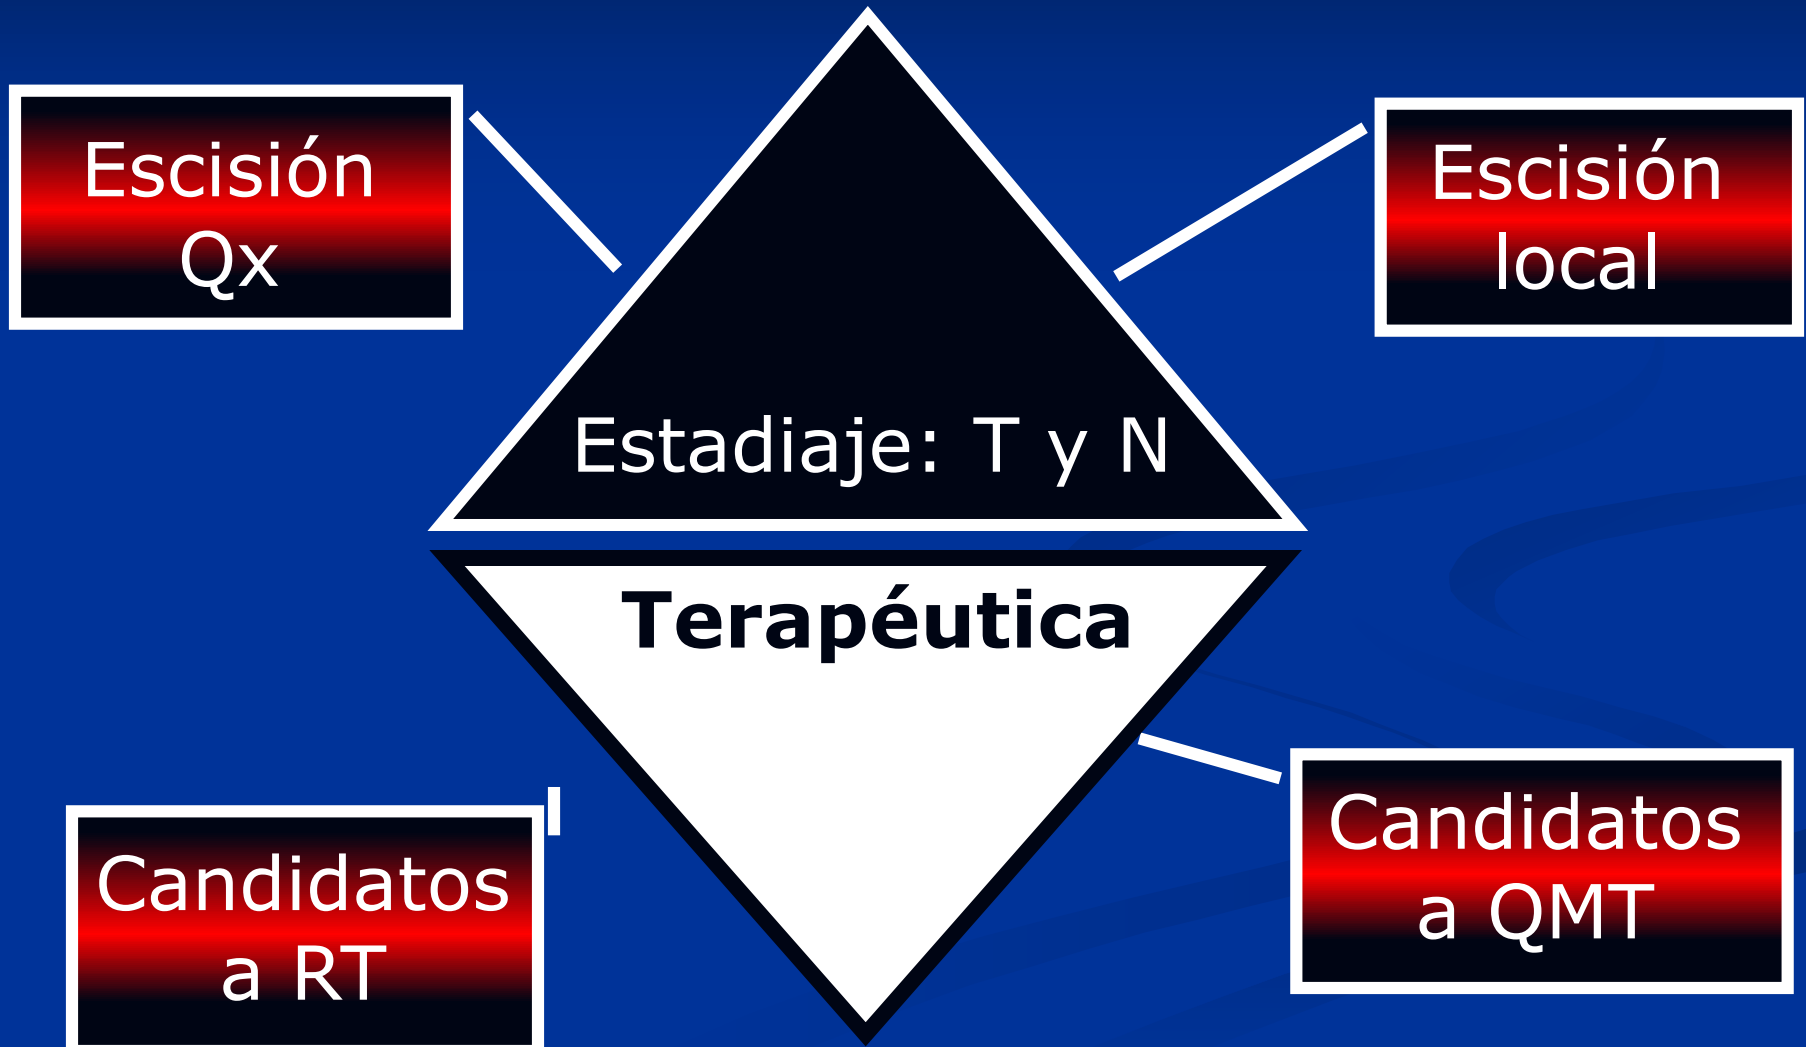 Escisión
Qx
Escisión
local
Estadiaje: T y N
Terapéutica
Candidatos
a RT
Candidatos
a QMT